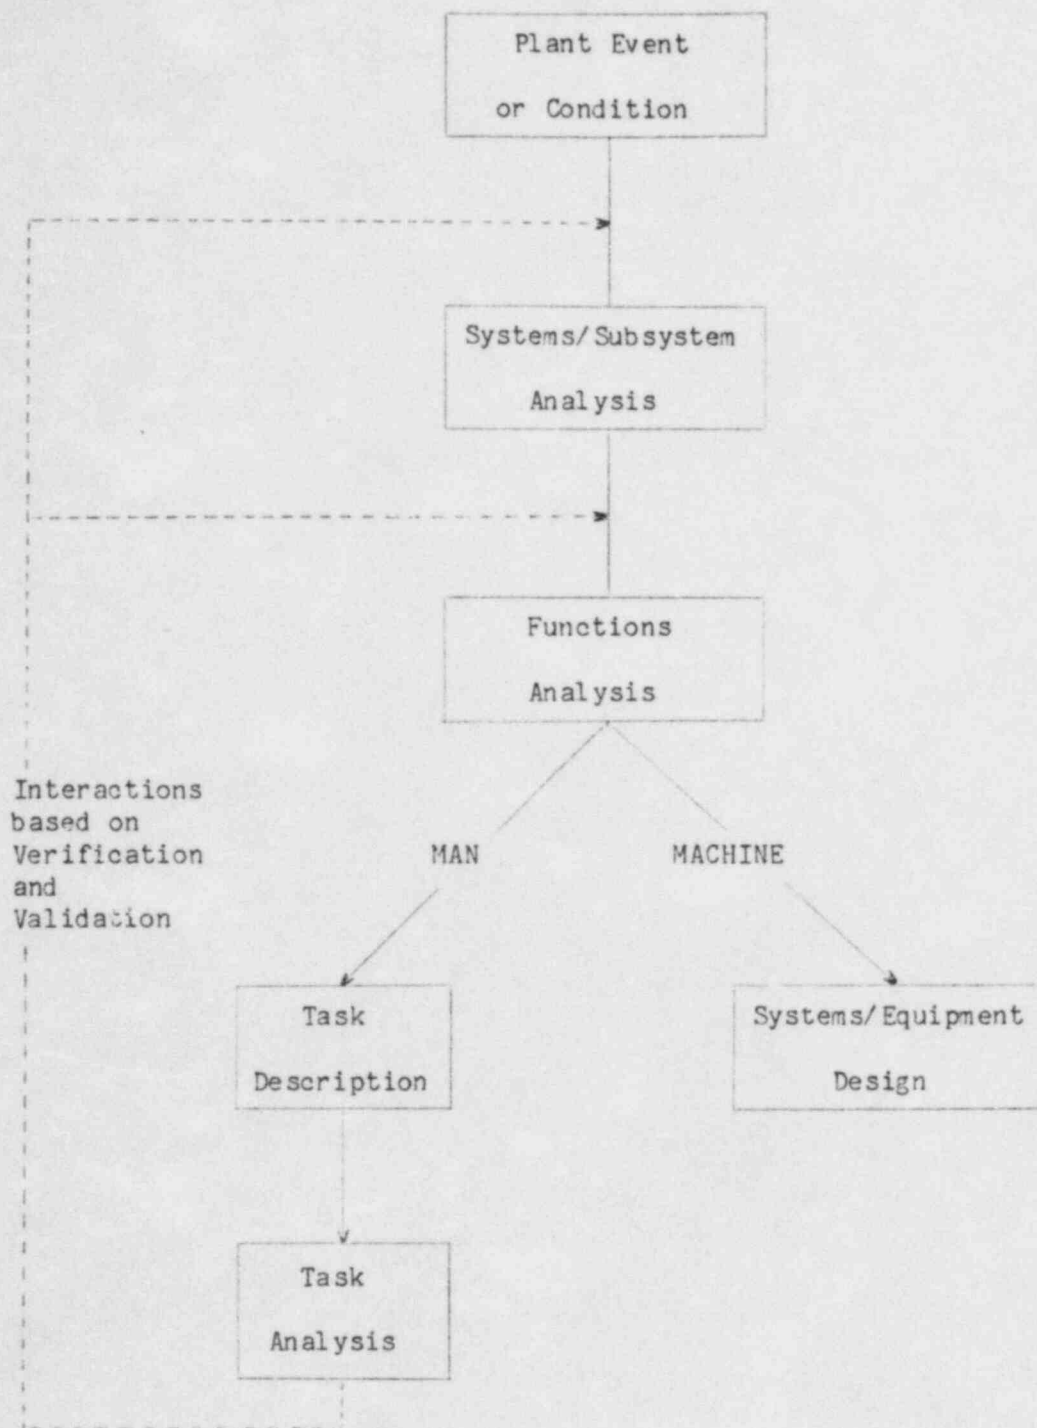 Plant Event
or Condition
Systems/Subsystem
Analysis
Functions
Analysis
Interactions
based on
Verification
and
Validation
MAN
MACHINE
Task
Description
Systems/Equipment
Design
Task
Analysis